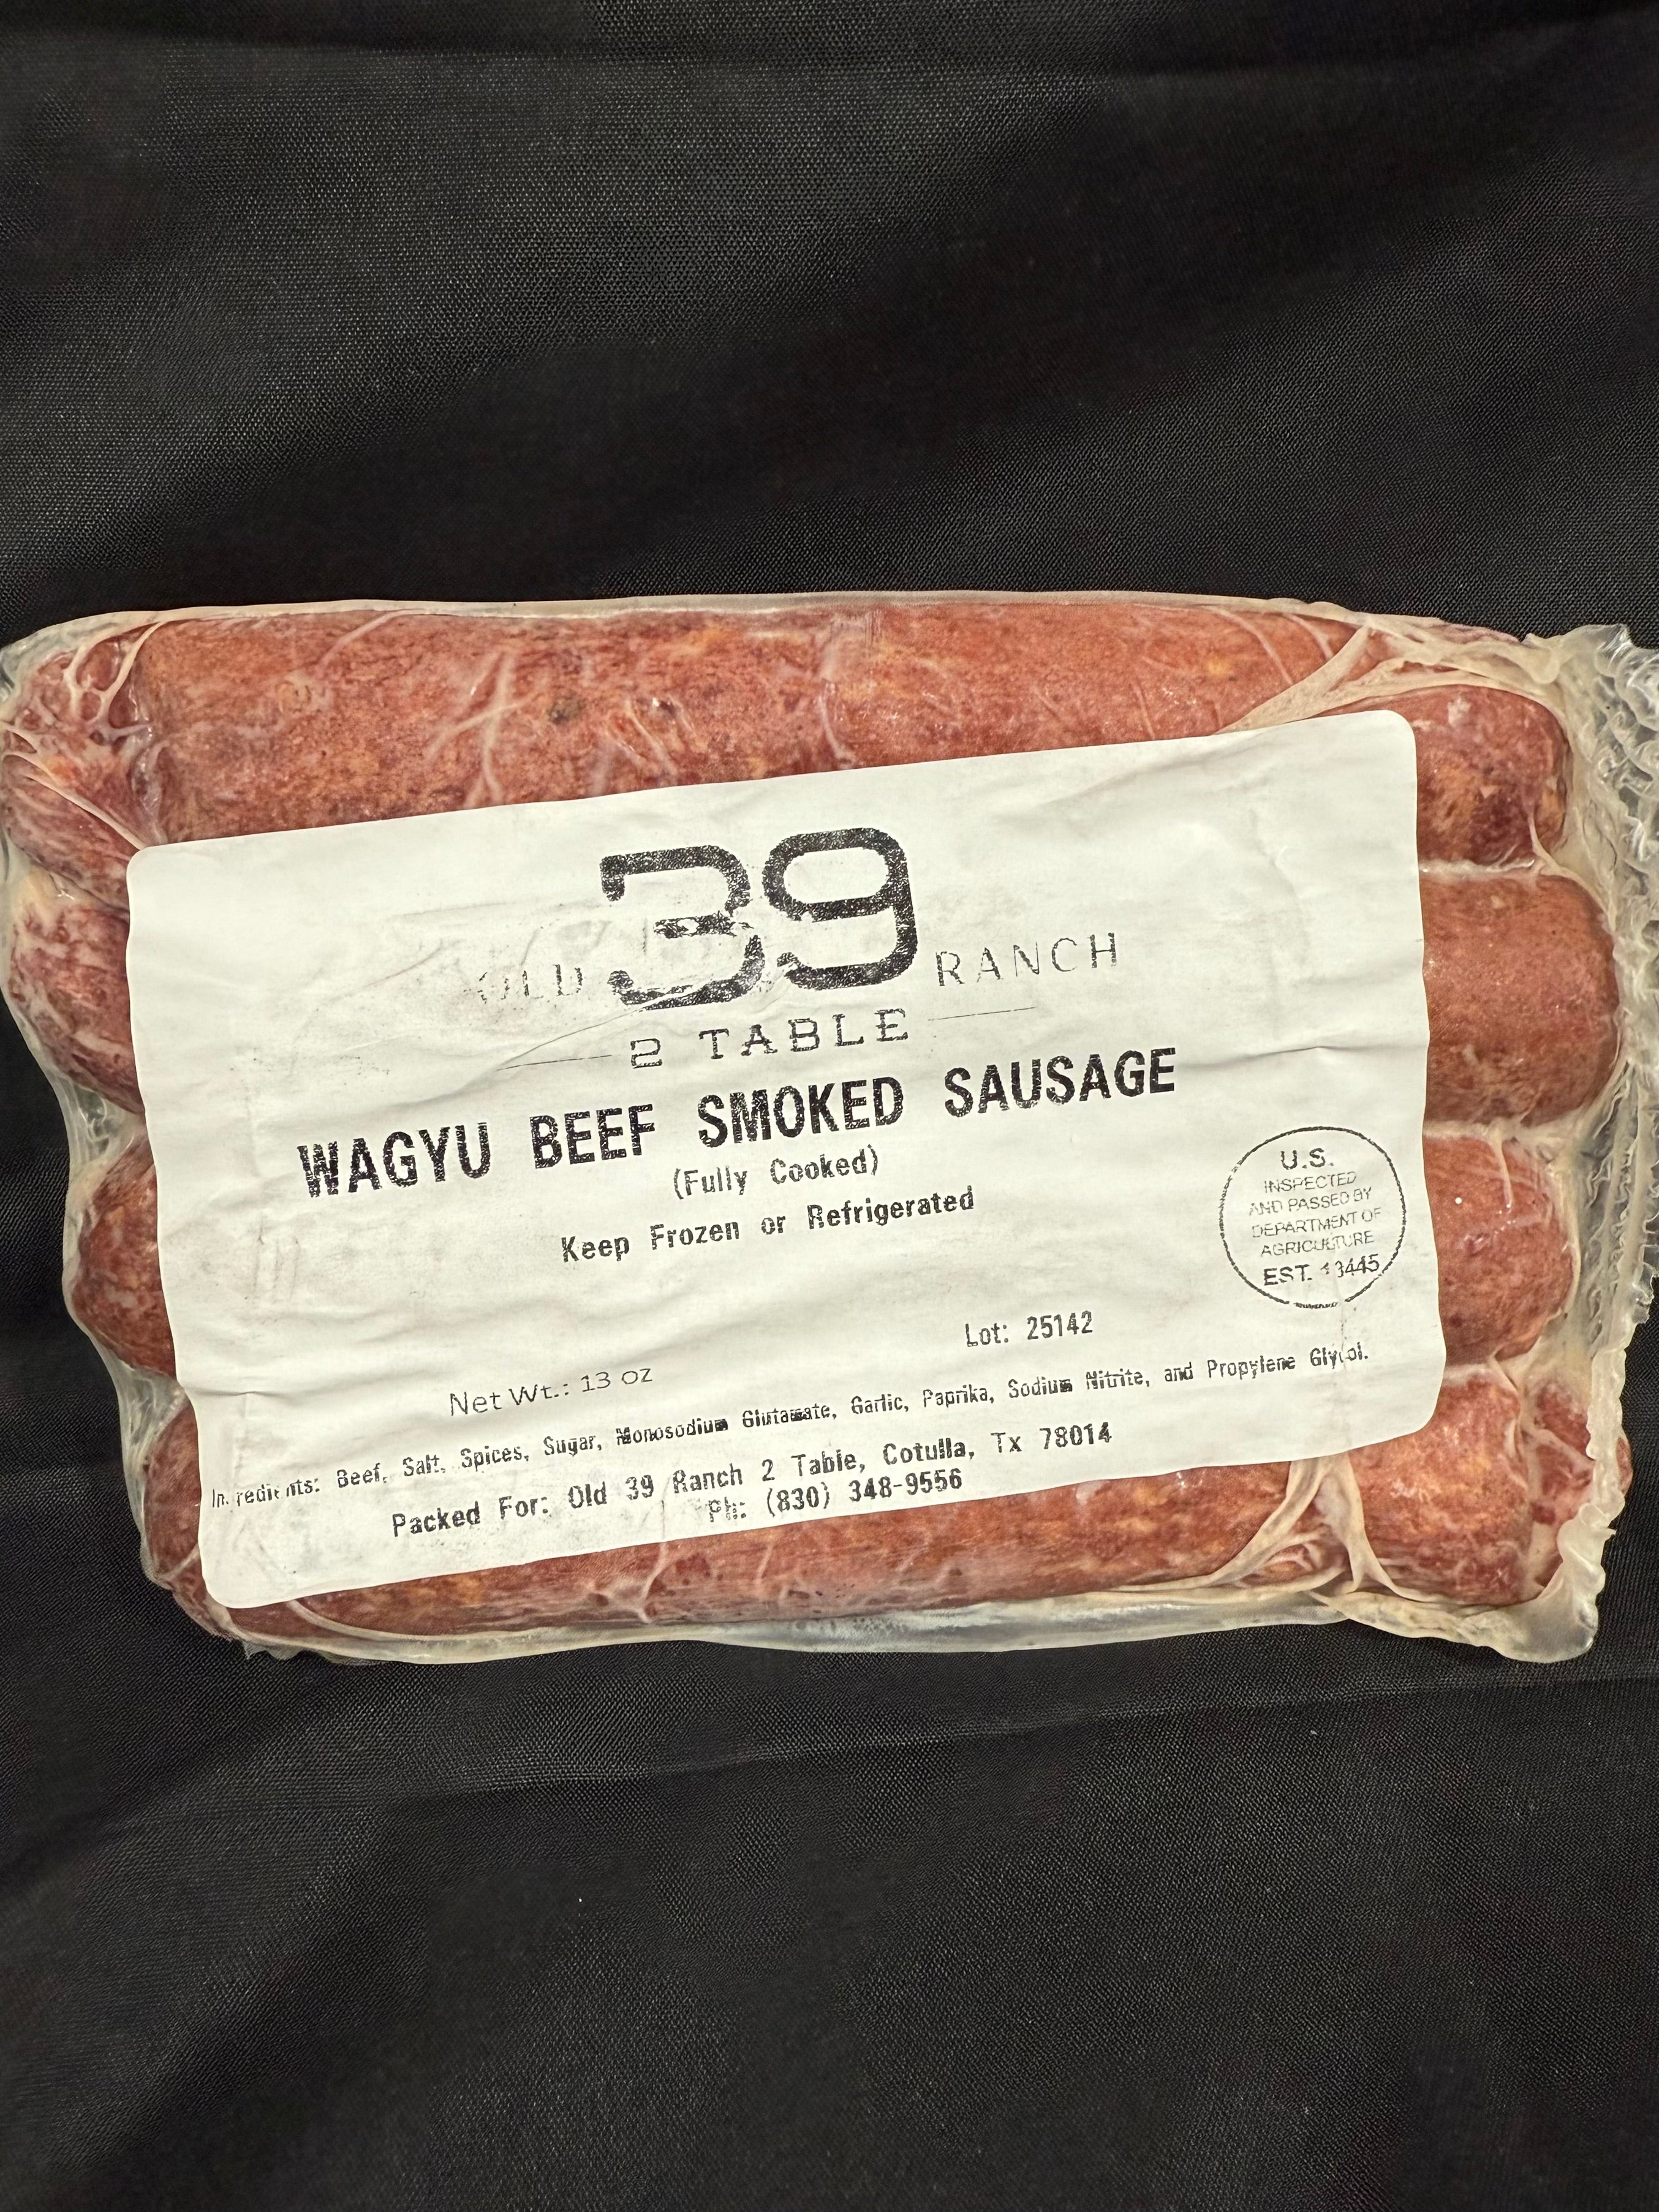 OLD 39 RANCH
2 TABLE
WAGYU BEEF SMOKED SAUSAGE
(Fully Cooked)
Keep Frozen or Refrigerated
U.S.
INSPECTED
AND PASSED BY
DEPARTMENT OF
AGRICULTURE
EST. 13445
Lot: 25142
Net Wt.: 13 oz
Ingredients: Beef, Salt, Spices, Sugar, Monosodium Glutamate, Garlic, Paprika, Sodium Nitrite, and Propylene Glycol.
Packed For: Old 39 Ranch 2 Table, Cotulla, Tx 78014
Ph: (830) 348-9556